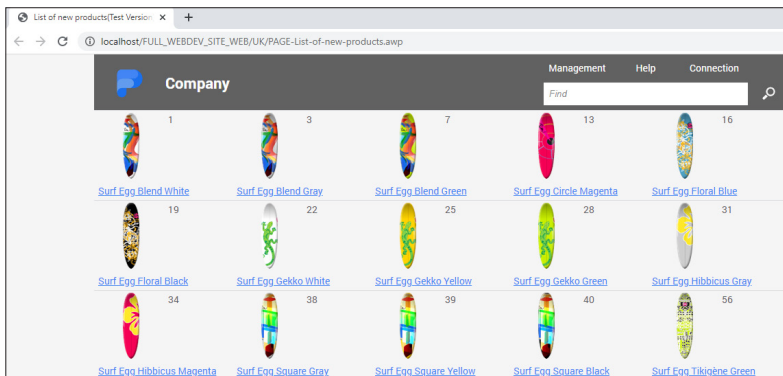 List of new products(Test Version
localhost/FULL_WEBDEV_SITE_WEB/UK/PAGE-List-of-new-products.awp
Company
Management Help Connection
Find
1 3 7 13 16
Surf Egg Blend White Surf Egg Blend Gray Surf Egg Blend Green Surf Egg Circle Magenta Surf Egg Floral Blue
19 22 25 28 31
Surf Egg Floral Black Surf Egg Gekko White Surf Egg Gekko Yellow Surf Egg Gekko Green Surf Egg Hibbicus Gray
34 38 39 40 56
Surf Egg Hibbicus Magenta Surf Egg Square Gray Surf Egg Square Yellow Surf Egg Square Black Surf Egg Tikigène Green